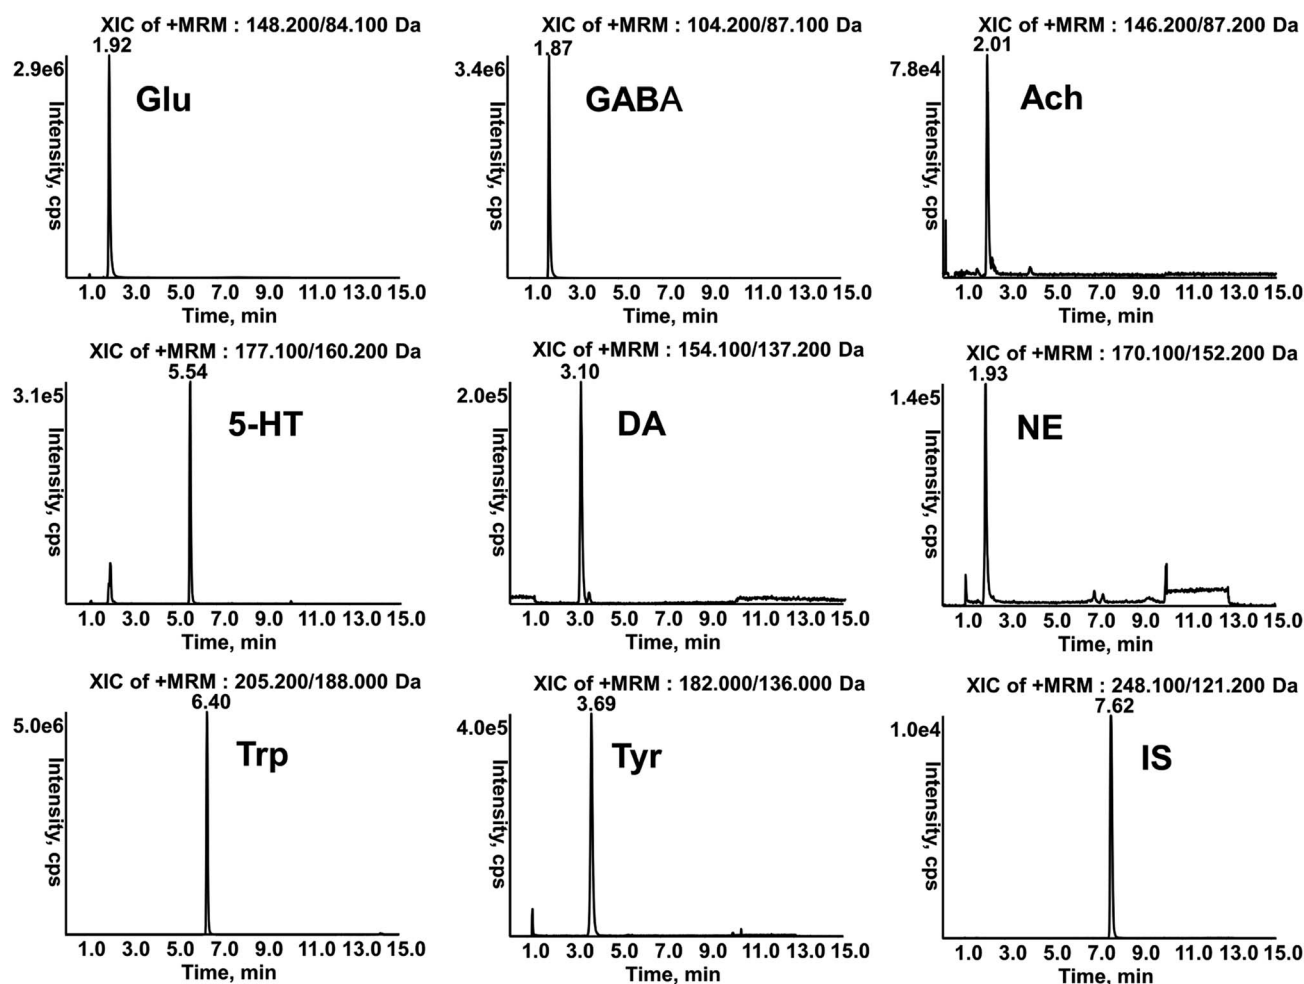 XIC of +MRM : 148.200/84.100 Da
1.92
2.9e6
Glu
Intensity, cps
1.0 3.0 5.0 7.0 9.0 11.0 13.0 15.0
Time, min
XIC of +MRM : 104.200/87.100 Da
1.87
3.4e6
GABA
Intensity, cps
1.0 3.0 5.0 7.0 9.0 11.0 13.0 15.0
Time, min
XIC of +MRM : 146.200/87.200 Da
2.01
7.8e4
Ach
Intensity, cps
1.0 3.0 5.0 7.0 9.0 11.0 13.0 15.0
Time, min
XIC of +MRM : 177.100/160.200 Da
5.54
3.1e5
5-HT
Intensity, cps
1.0 3.0 5.0 7.0 9.0 11.0 13.0 15.0
Time, min
XIC of +MRM : 154.100/137.200 Da
3.10
2.0e5
DA
Intensity, cps
1.0 3.0 5.0 7.0 9.0 11.0 13.0 15.0
Time, min
XIC of +MRM : 170.100/152.200 Da
1.93
1.4e5
NE
Intensity, cps
1.0 3.0 5.0 7.0 9.0 11.0 13.0 15.0
Time, min
XIC of +MRM : 205.200/188.000 Da
6.40
5.0e6
Trp
Intensity, cps
1.0 3.0 5.0 7.0 9.0 11.0 13.0 15.0
Time, min
XIC of +MRM : 182.000/136.000 Da
3.69
4.0e5
Tyr
Intensity, cps
1.0 3.0 5.0 7.0 9.0 11.0 13.0 15.0
Time, min
XIC of +MRM : 248.100/121.200 Da
7.62
1.0e4
IS
Intensity, cps
1.0 3.0 5.0 7.0 9.0 11.0 13.0 15.0
Time, min